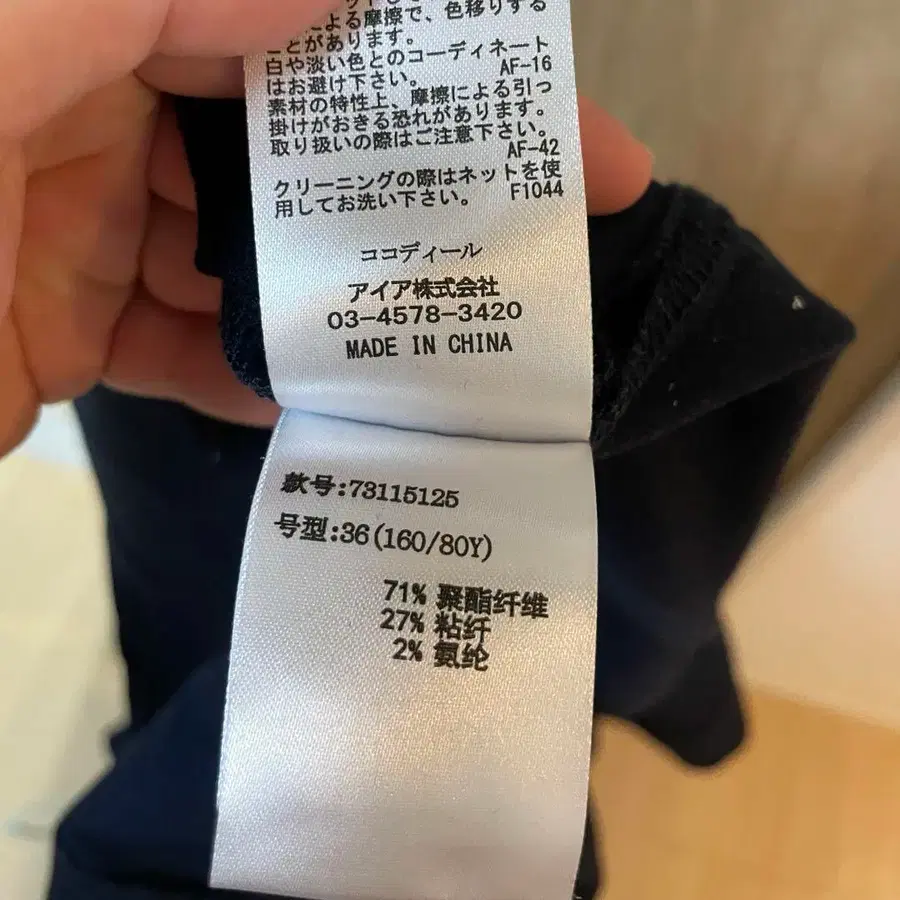 よる摩擦で、色移りする
ことがあります。
白や淡い色とのコーディネート
はお避け下さい。 AF-16
素材の特性上、摩擦による引っ
掛けがおきる恐れがあります。
取り扱いの際はご注意下さい。
AF-42
クリーニングの際はネットを使
用してお洗い下さい。 F1044
ココディール
アイア株式会社
03-4578-3420
MADE IN CHINA
款号:73115125
号型:36(160/80Y)
71% 聚酯纤维
27% 粘纤
2% 氨纶